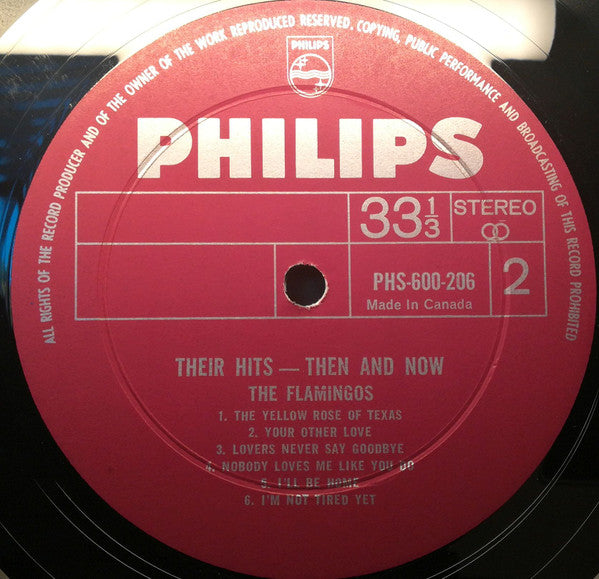 ALL RIGHTS OF THE RECORD PRODUCER AND OF THE OWNER OF THE WORK REPRODUCED RESERVED. COPYING, PUBLIC PERFORMANCE AND BROADCASTING OF THIS RECORD PROHIBITED
PHILIPS
PHILIPS
33 1/3 STEREO
PHS-600-206 2
Made In Canada
THEIR HITS — THEN AND NOW
THE FLAMINGOS
1. THE YELLOW ROSE OF TEXAS
2. YOUR OTHER LOVE
3. LOVERS NEVER SAY GOODBYE
4. NOBODY LOVES ME LIKE YOU DO
5. I'LL BE HOME
6. I'M NOT TIRED YET